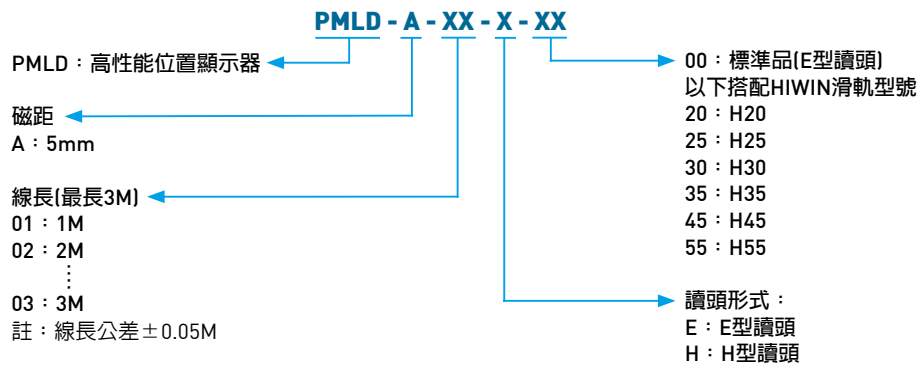 PMLD - A - XX - X - XX
PMLD：高性能位置顯示器
磁距
A：5mm
線長(最長3M)
01：1M
02：2M
⋮
03：3M
註：線長公差±0.05M
00：標準品(E型讀頭)
以下搭配HIWIN滑軌型號
20：H20
25：H25
30：H30
35：H35
45：H45
55：H55
讀頭形式：
E：E型讀頭
H：H型讀頭